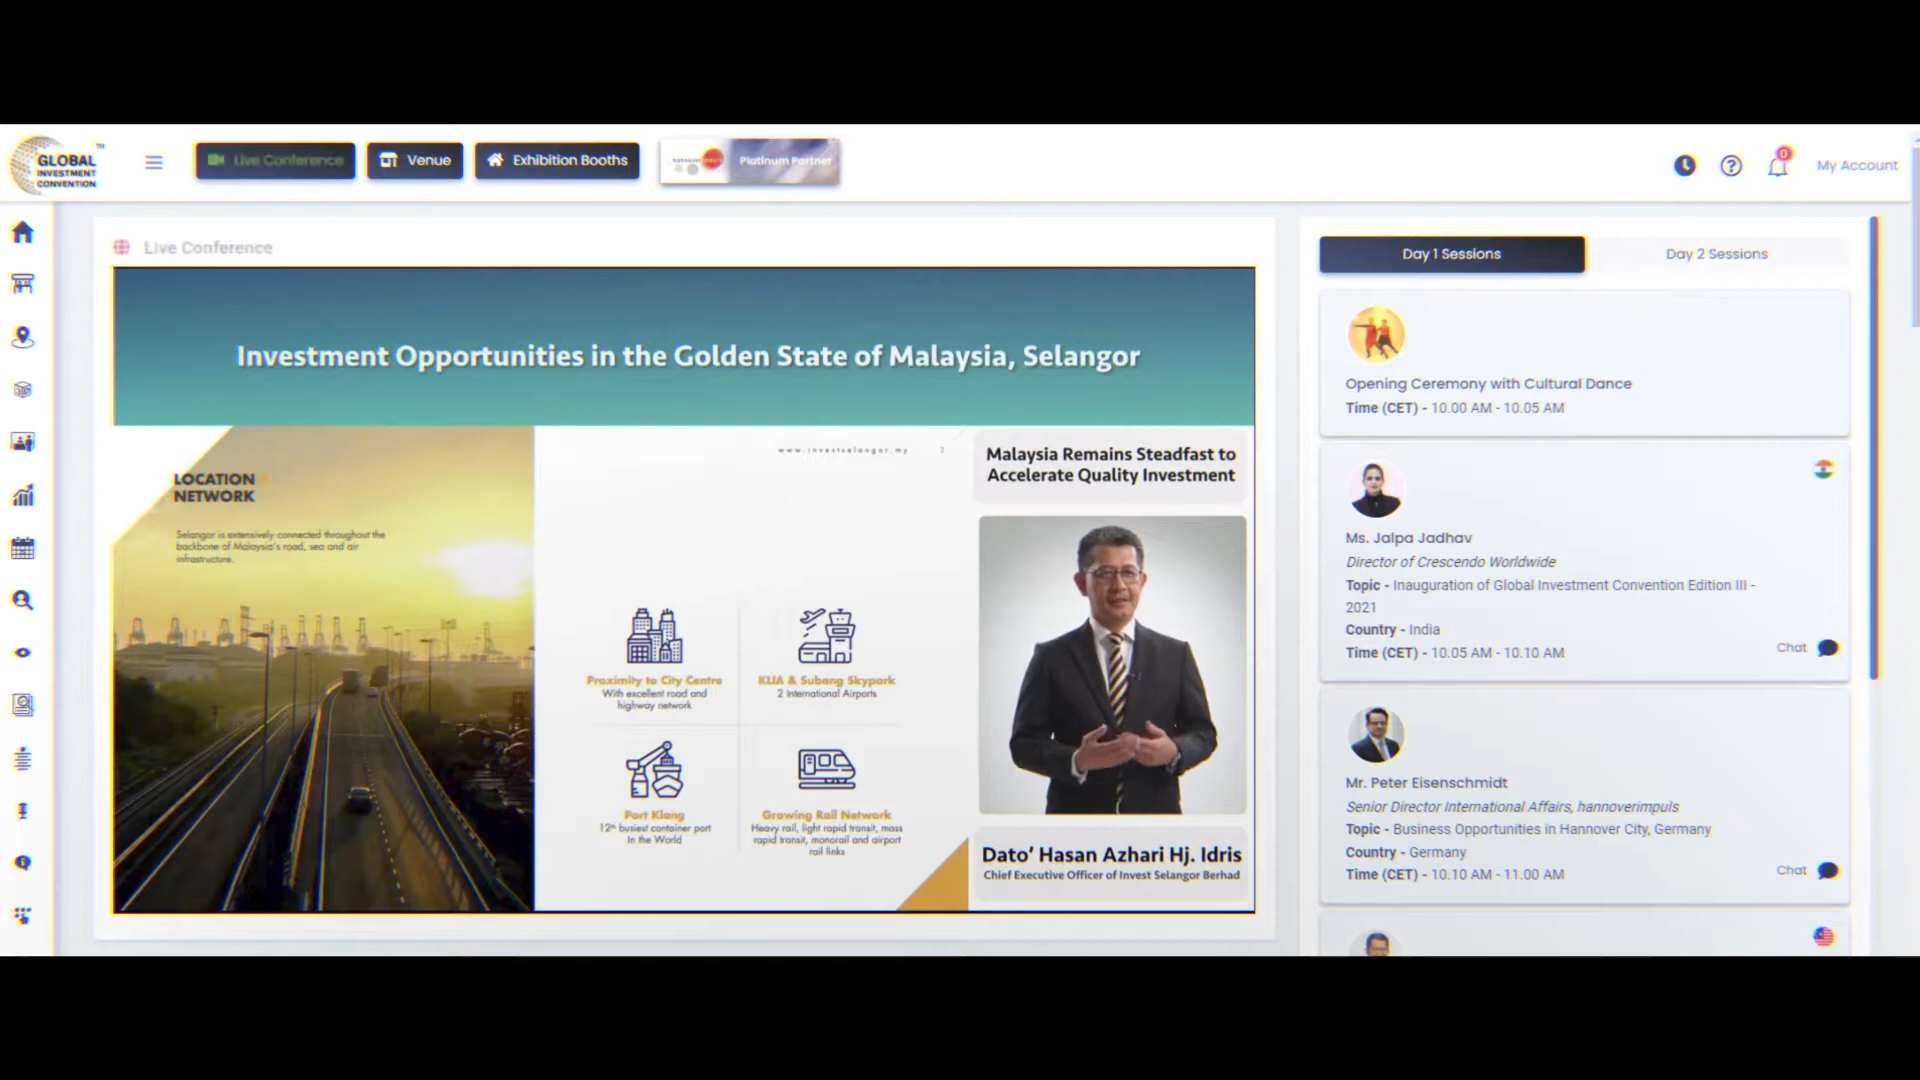 GLOBAL
INVESTMENT
CONVENTION
TM
Live Conference
Venue
Exhibition Booths
Platinum Partner
0
My Account
Live Conference
Investment Opportunities in the Golden State of Malaysia, Selangor
LOCATION
NETWORK
Selangor is extensively connected throughout the
backbone of Malaysia's road, sea and air
infrastructure.
www.investselangor.my
2
Proximity to City Centre
With excellent road and
highway network
KLIA & Subang Skypark
2 International Airports
Port Klang
12th busiest container port
In the World
Growing Rail Network
Heavy rail, light rapid transit, mass
rapid transit, monorail and airport
rail links
Malaysia Remains Steadfast to
Accelerate Quality Investment
Dato' Hasan Azhari Hj. Idris
Chief Executive Officer of Invest Selangor Berhad
Day 1 Sessions
Day 2 Sessions
Opening Ceremony with Cultural Dance
Time (CET) - 10.00 AM - 10.05 AM
Ms. Jalpa Jadhav
Director of Crescendo Worldwide
Topic - Inauguration of Global Investment Convention Edition III -
2021
Country - India
Time (CET) - 10.05 AM - 10.10 AM
Chat
Mr. Peter Eisenschmidt
Senior Director International Affairs, hannoverimpuls
Topic - Business Opportunities in Hannover City, Germany
Country - Germany
Time (CET) - 10.10 AM - 11.00 AM
Chat